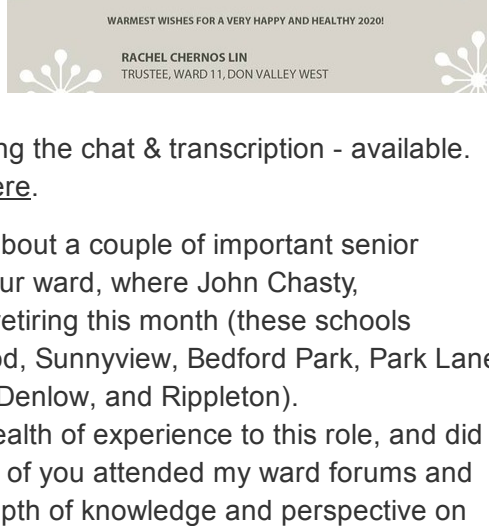 WARMEST WISHES FOR A VERY HAPPY AND HEALTHY 2020!
RACHEL CHERNOS LIN
TRUSTEE, WARD 11, DON VALLEY WEST
ng the chat & transcription - available.
ere.
bout a couple of important senior
ur ward, where John Chasty,
retiring this month (these schools
od, Sunnyview, Bedford Park, Park Lane
Denlow, and Rippleton).
ealth of experience to this role, and did
of you attended my ward forums and
pth of knowledge and perspective on